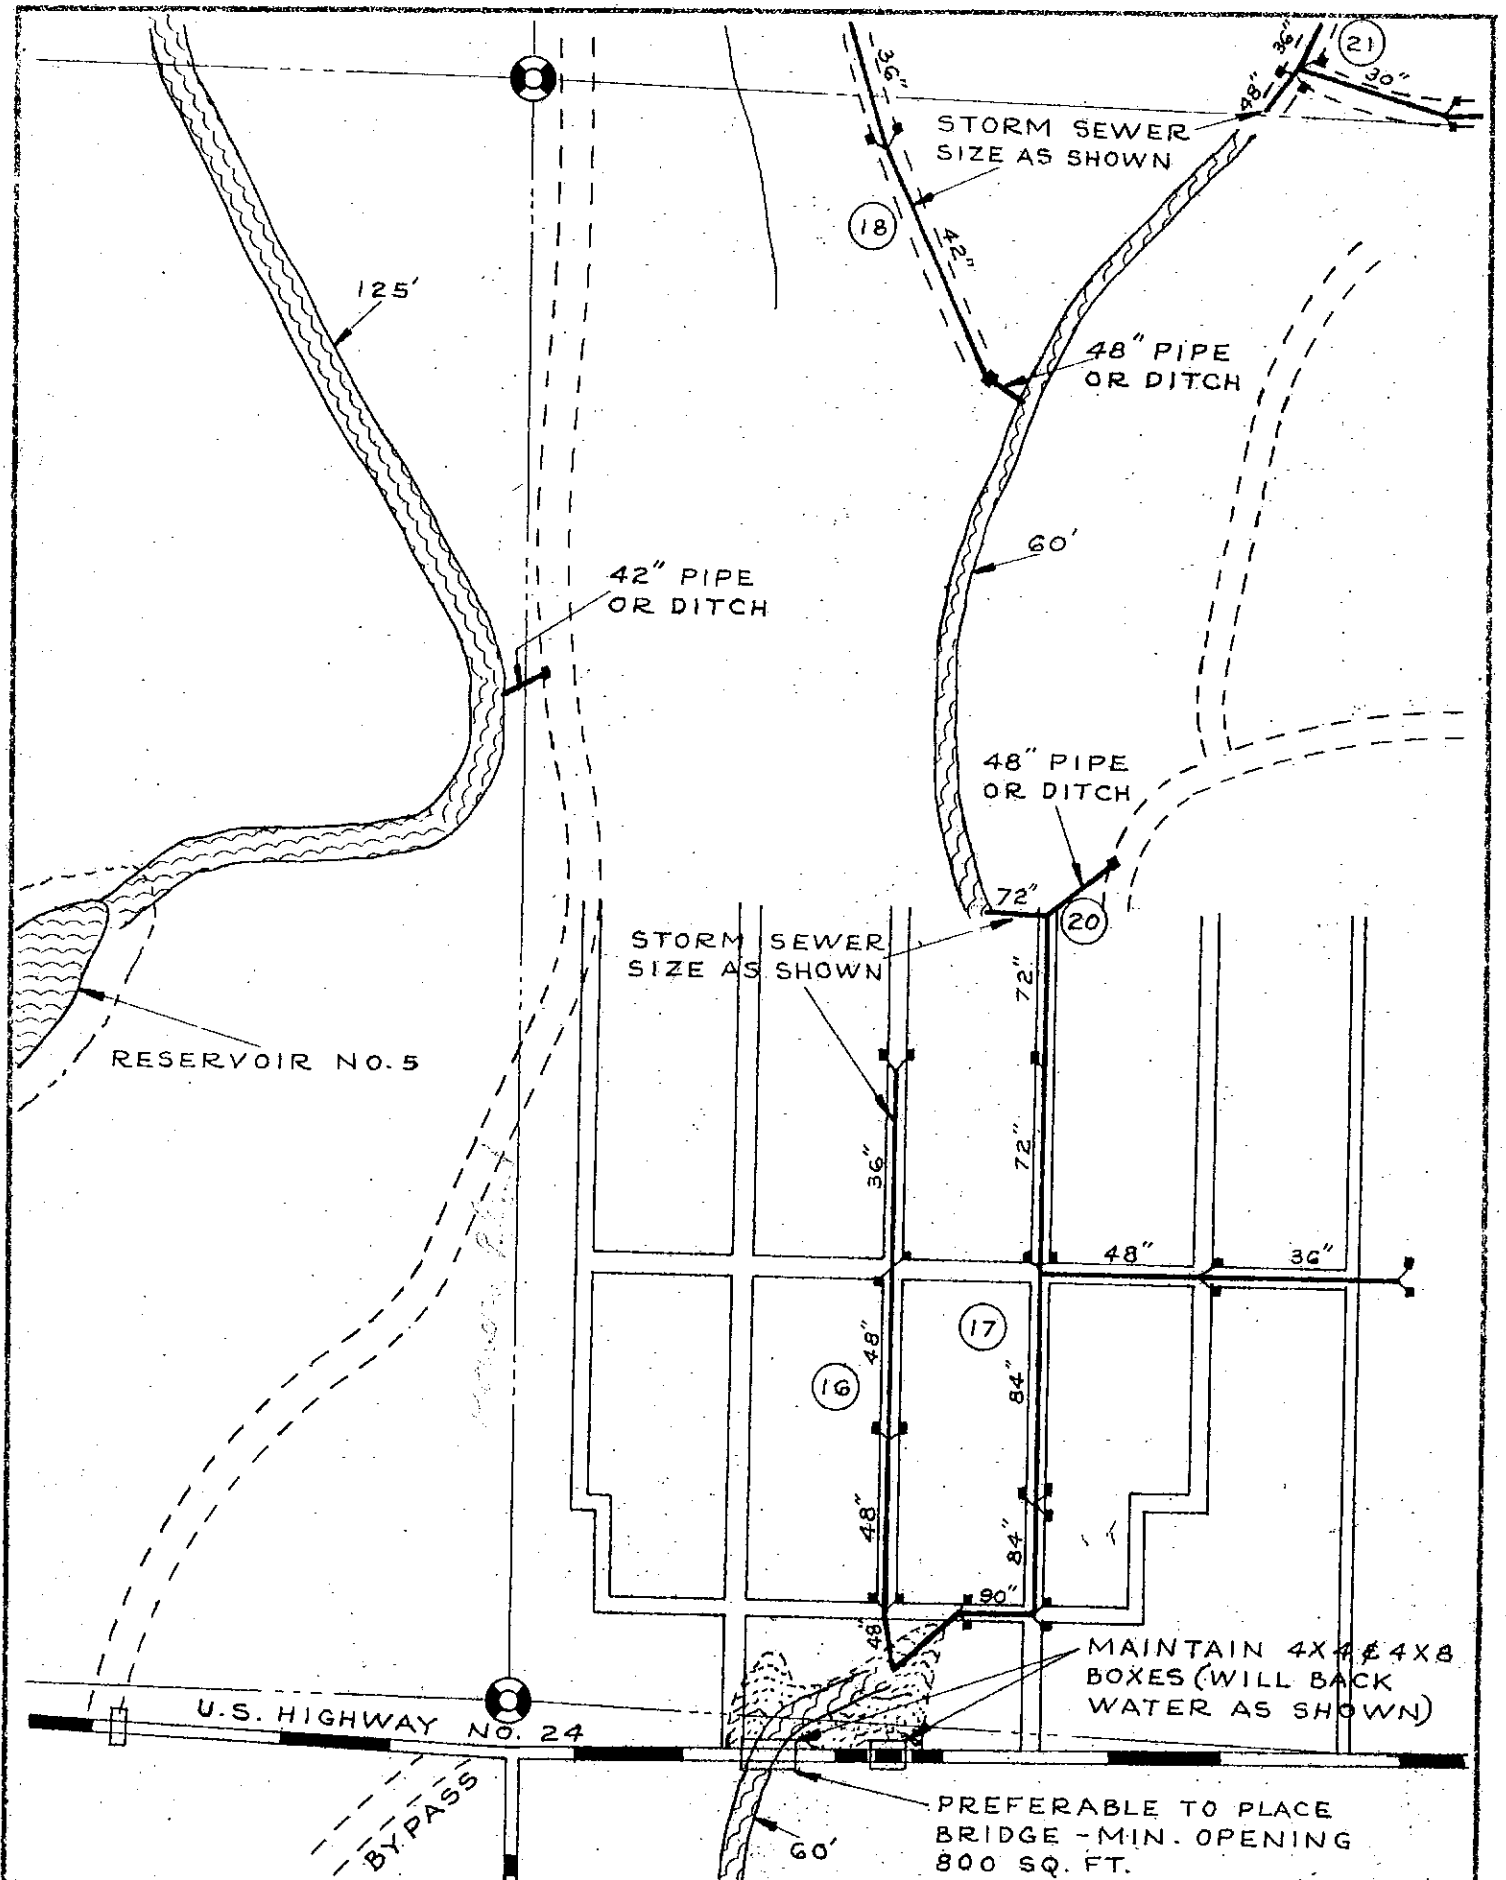 36"
36"
21
30"
48"
STORM SEWER
SIZE AS SHOWN
18
42"
125'
48" PIPE
OR DITCH
60'
42" PIPE
OR DITCH
48" PIPE
OR DITCH
72"
20
STORM SEWER
SIZE AS SHOWN
72"
RESERVOIR NO. 5
72"
36"
48"
36"
17
48"
16
84"
48"
84"
90"
48"
MAINTAIN 4X4 & 4X8
BOXES (WILL BACK
WATER AS SHOWN)
U.S. HIGHWAY NO. 24
BYPASS
PREFERABLE TO PLACE
BRIDGE - MIN. OPENING
800 SQ. FT.
60'